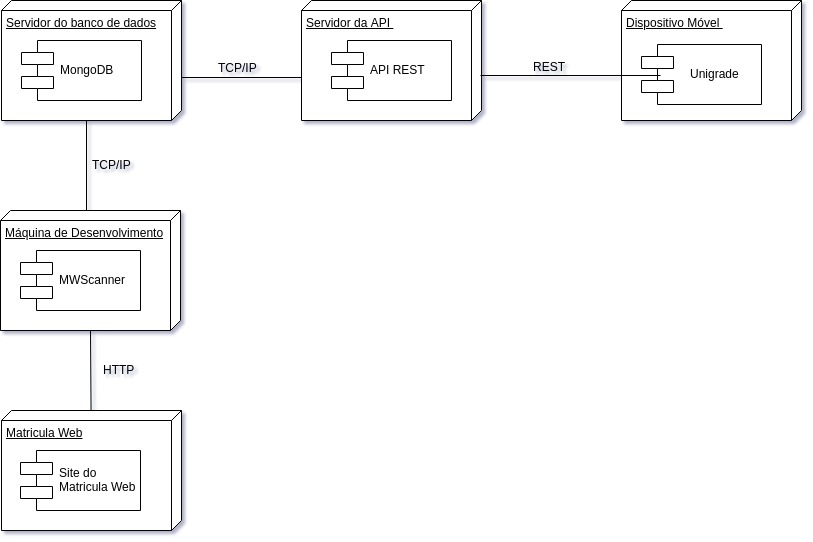 Servidor do banco de dados
MongoDB
TCP/IP
Servidor da API
API REST
REST
Dispositivo Móvel
Unigrade
TCP/IP
Máquina de Desenvolvimento
MWScanner
HTTP
Matricula Web
Site do
Matricula Web